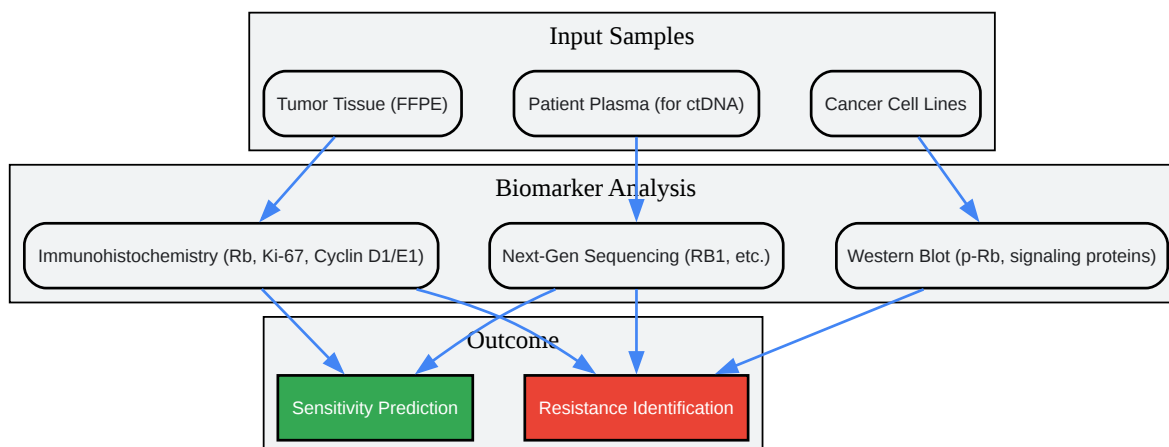 Input Samples
Tumor Tissue (FFPE)
Patient Plasma (for ctDNA)
Cancer Cell Lines
Biomarker Analysis
Immunohistochemistry (Rb, Ki-67, Cyclin D1/E1)
Next-Gen Sequencing (RB1, etc.)
Western Blot (p-Rb, signaling proteins)
Outcome
Sensitivity Prediction
Resistance Identification